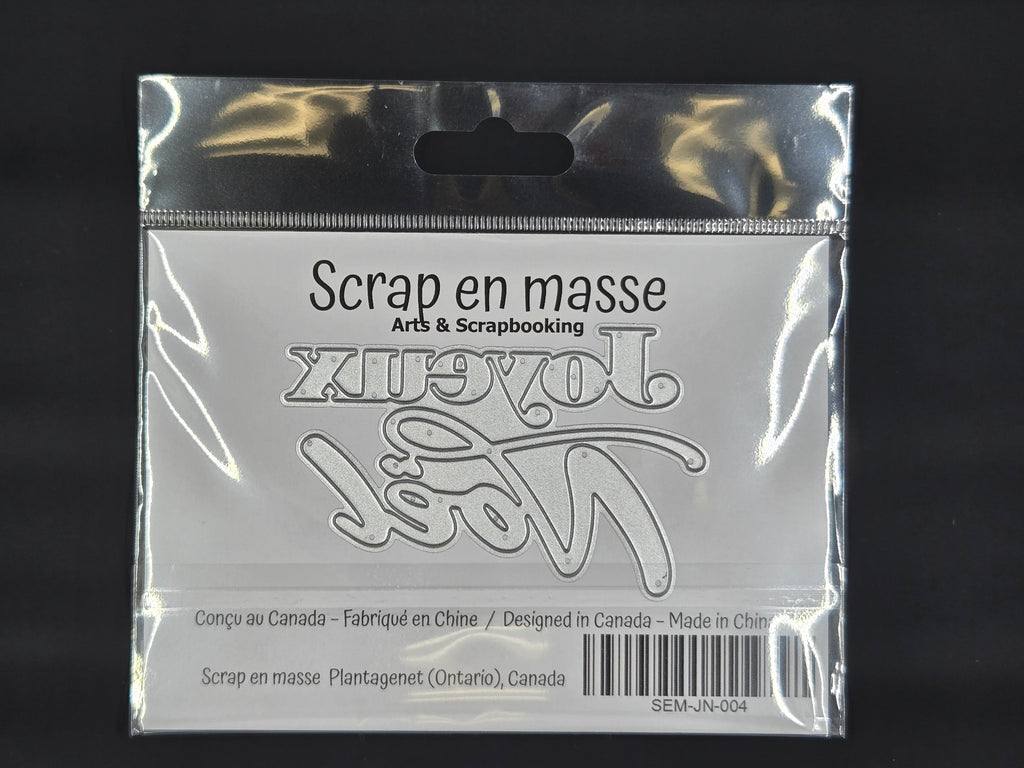 Scrap en masse
Arts & Scrapbooking
Joyeux
Noël
Conçu au Canada – Fabriqué en Chine / Designed in Canada – Made in China
Scrap en masse Plantagenet (Ontario), Canada
SEM-JN-004